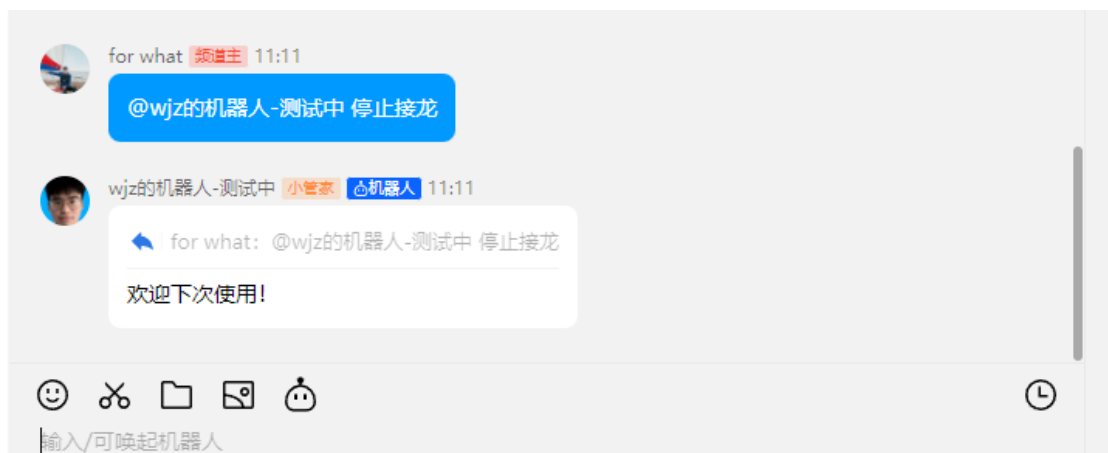 for what 频道主 11:11
@wjz的机器人-测试中 停止接龙
wjz的机器人-测试中 小管家 机器人 11:11
for what：@wjz的机器人-测试中 停止接龙
欢迎下次使用！
输入/可唤起机器人